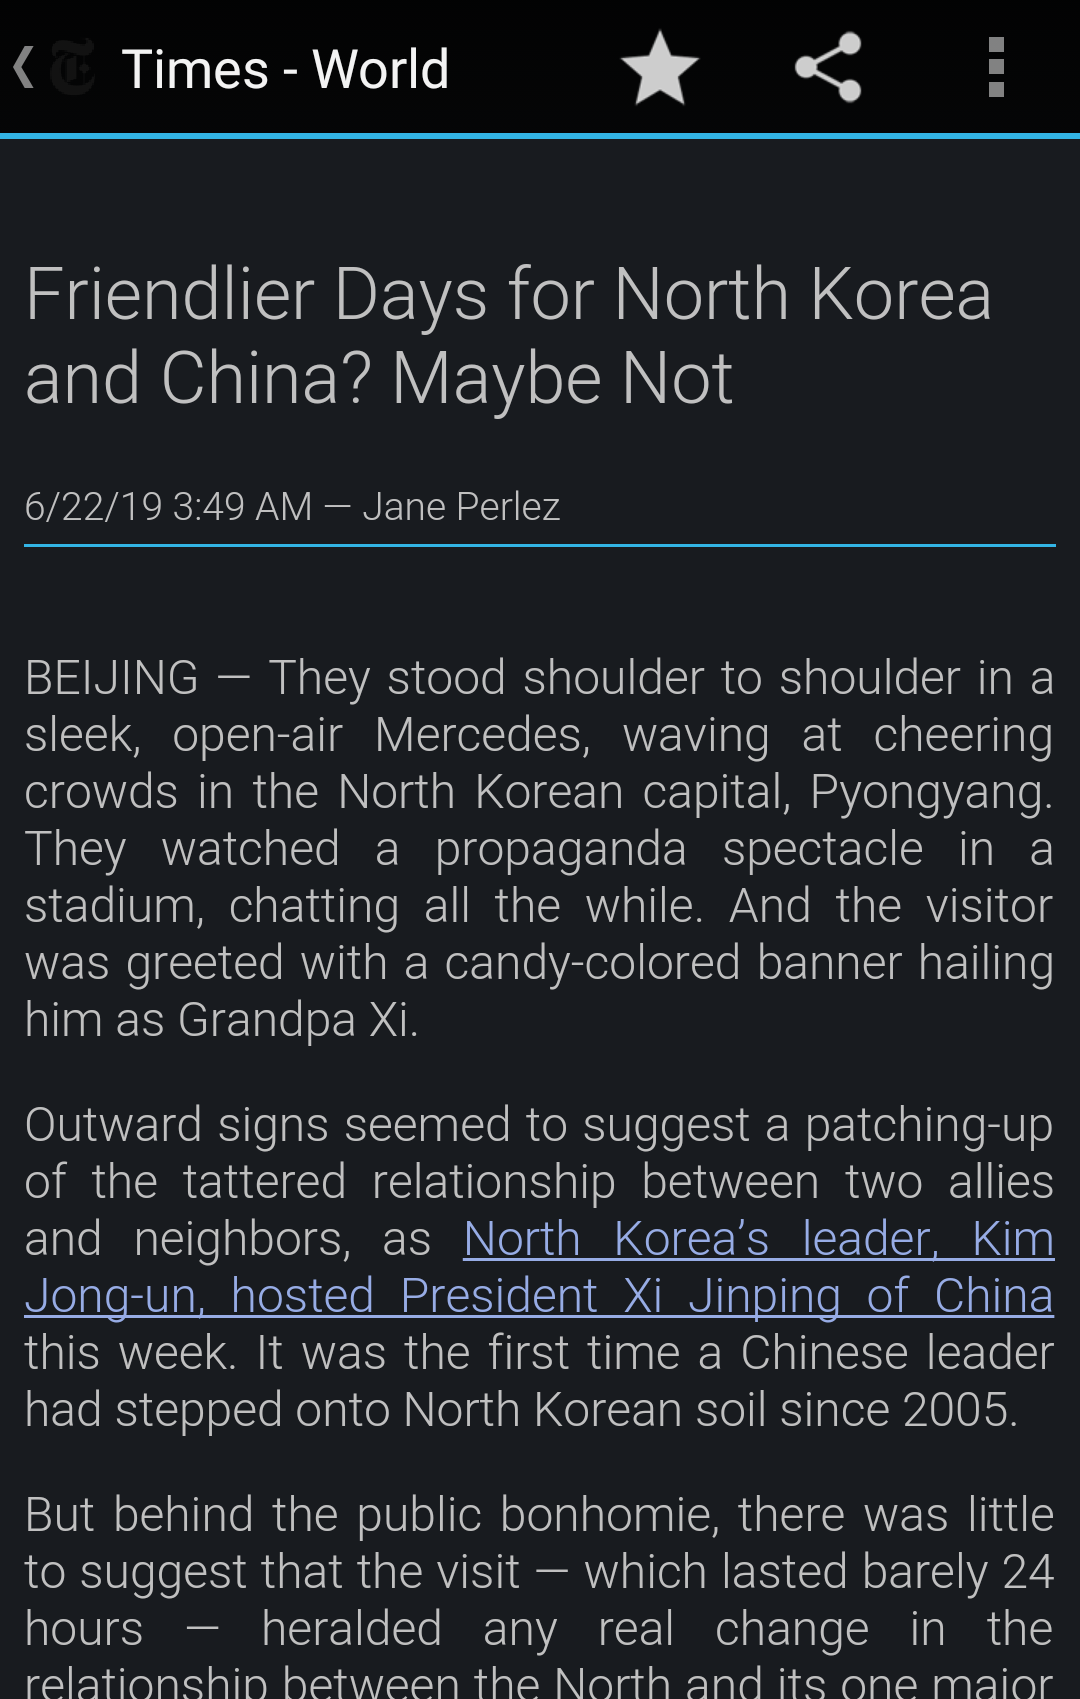 Times - World
Friendlier Days for North Korea
and China? Maybe Not
6/22/19 3:49 AM — Jane Perlez
BEIJING — They stood shoulder to shoulder in a
sleek, open-air Mercedes, waving at cheering
crowds in the North Korean capital, Pyongyang.
They watched a propaganda spectacle in a
stadium, chatting all the while. And the visitor
was greeted with a candy-colored banner hailing
him as Grandpa Xi.
Outward signs seemed to suggest a patching-up
of the tattered relationship between two allies
and neighbors, as North Korea’s leader, Kim
Jong-un, hosted President Xi Jinping of China
this week. It was the first time a Chinese leader
had stepped onto North Korean soil since 2005.
But behind the public bonhomie, there was little
to suggest that the visit — which lasted barely 24
hours — heralded any real change in the
relationship between the North and its one major